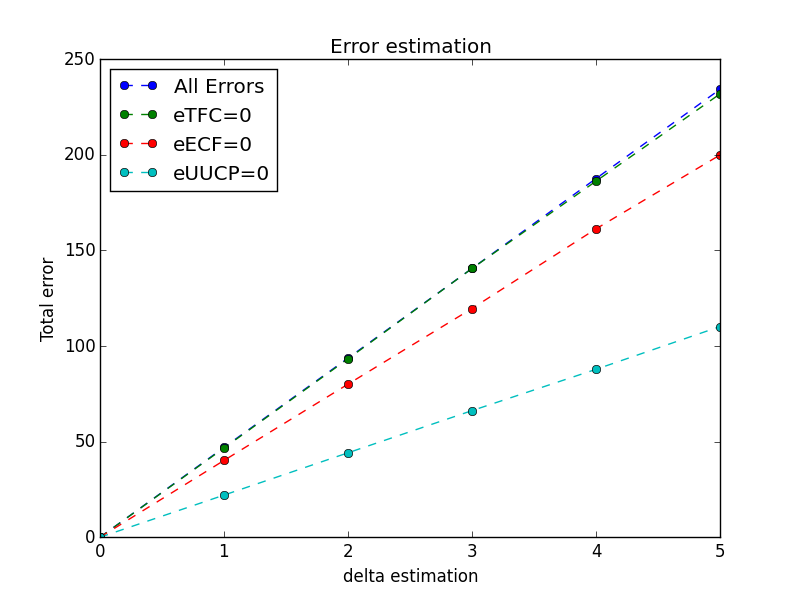 Error estimation
All Errors
eTFC=0
eECF=0
eUUCP=0
250
200
150
100
50
0
Total error
0 1 2 3 4 5
delta estimation